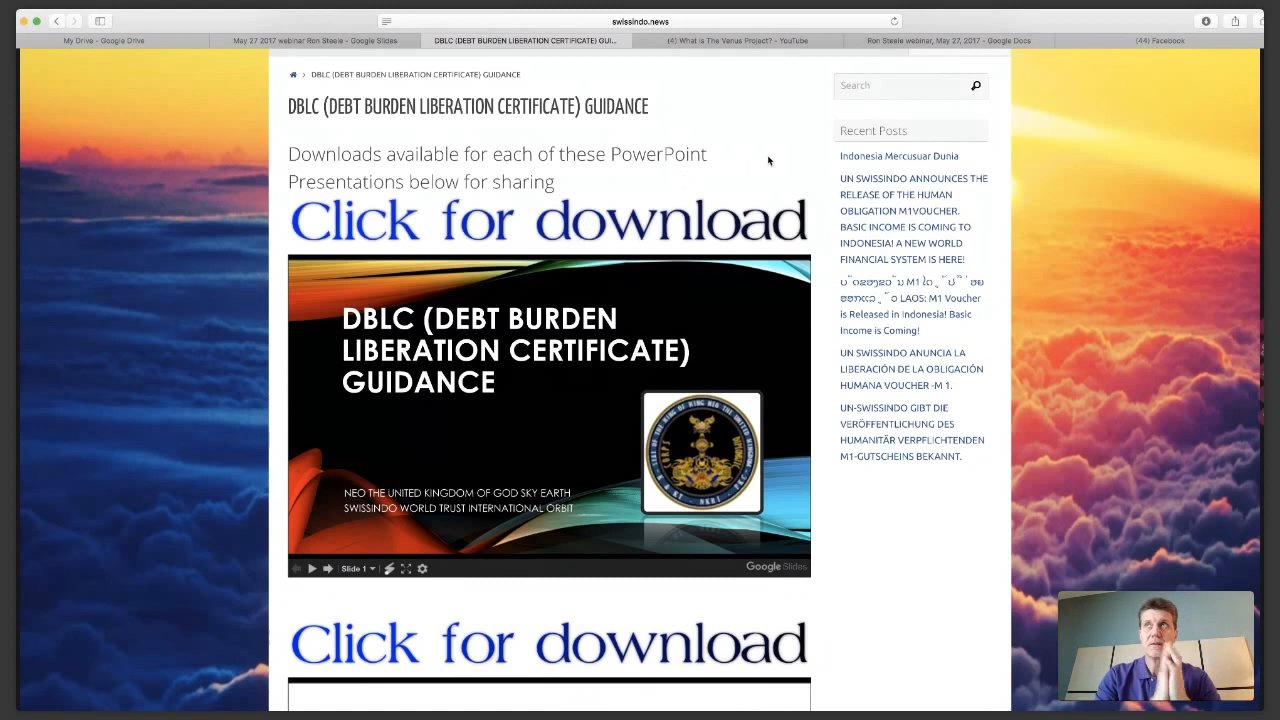 swissindo.news
My Drive - Google Drive
May 27 2017 webinar Ron Steele - Google Slides
DBLC (DEBT BURDEN LIBERATION CERTIFICATE) GUI...
(4) What is The Venus Project? - YouTube
Ron Steele webinar, May 27, 2017 - Google Docs
(44) Facebook
DBLC (DEBT BURDEN LIBERATION CERTIFICATE) GUIDANCE
DBLC (DEBT BURDEN LIBERATION CERTIFICATE) GUIDANCE
Downloads available for each of these PowerPoint
Presentations below for sharing
Click for download
DBLC (DEBT BURDEN
LIBERATION CERTIFICATE)
GUIDANCE
NEO THE UNITED KINGDOM OF GOD SKY EARTH
SWISSINDO WORLD TRUST INTERNATIONAL ORBIT
Slide 1
Google Slides
Click for download
Search
Recent Posts
Indonesia Mercusuar Dunia
UN SWISSINDO ANNOUNCES THE
RELEASE OF THE HUMAN
OBLIGATION M1VOUCHER.
BASIC INCOME IS COMING TO
INDONESIA! A NEW WORLD
FINANCIAL SYSTEM IS HERE!
M1
LAOS: M1 Voucher
is Released in Indonesia! Basic
Income is Coming!
UN SWISSINDO ANUNCIA LA
LIBERACIÓN DE LA OBLIGACIÓN
HUMANA VOUCHER -M 1.
UN-SWISSINDO GIBT DIE
VERÖFFENTLICHUNG DES
HUMANITÄR VERPFLICHTENDEN
M1-GUTSCHEINS BEKANNT.